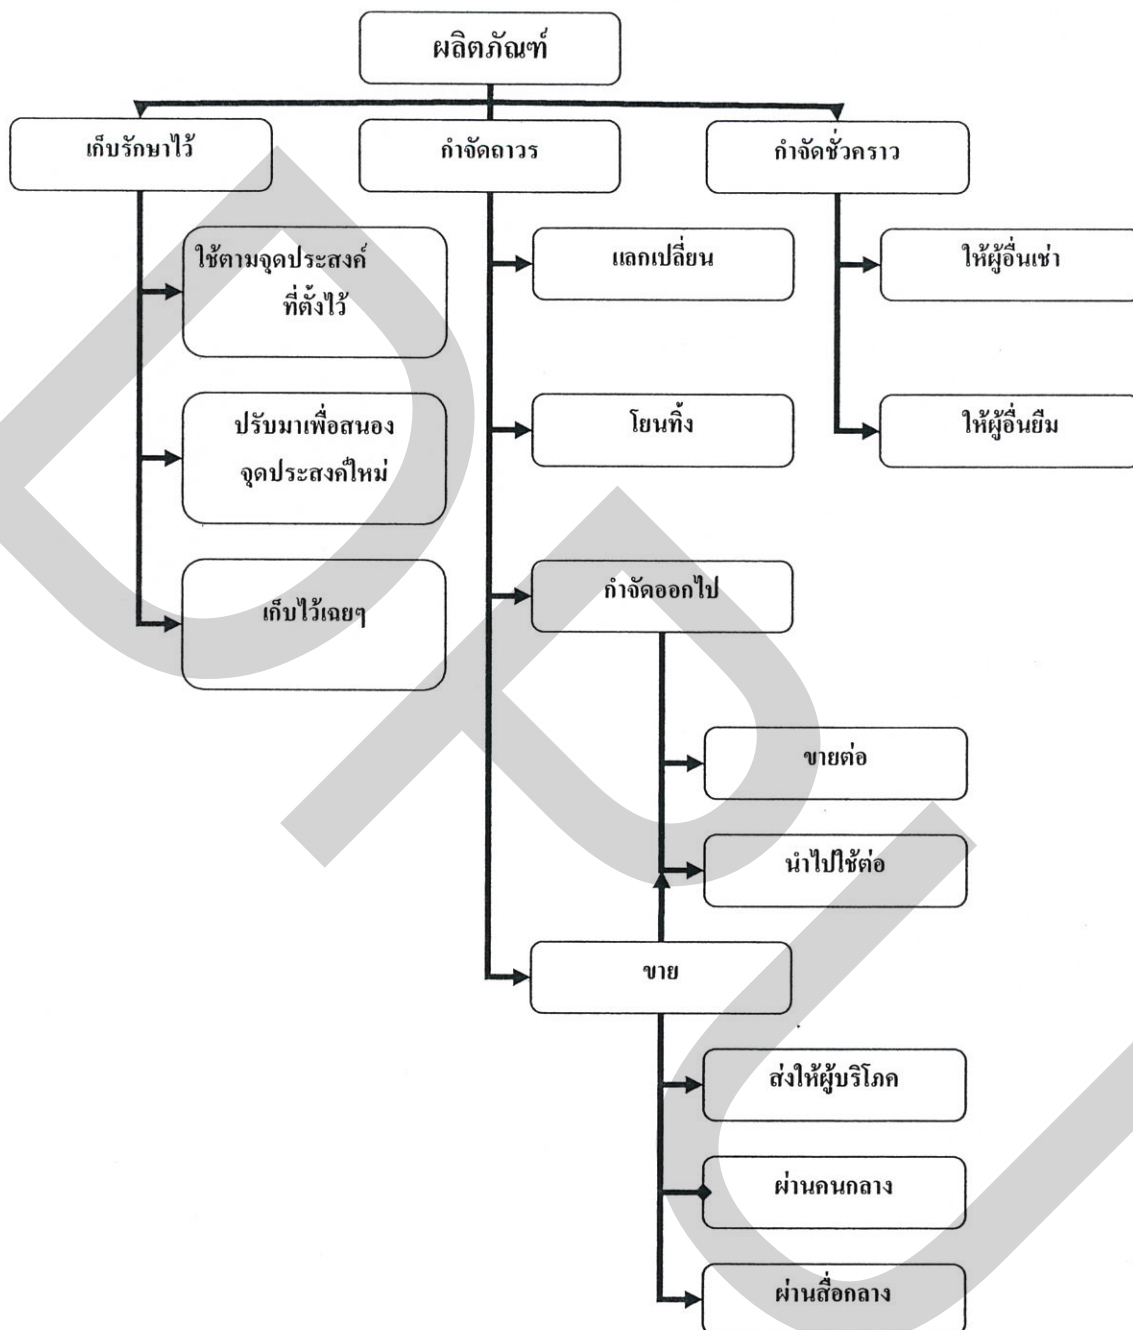 ผลิตภัณฑ์
เก็บรักษาไว้
กำจัดถาวร
กำจัดชั่วคราว
ใช้ตามจุดประสงค์
ที่ตั้งไว้
แลกเปลี่ยน
ให้ผู้อื่นเช่า
ปรับมาเพื่อสนอง
จุดประสงค์ใหม่
โยนทิ้ง
ให้ผู้อื่นยืม
เก็บไว้เฉยๆ
กำจัดออกไป
ขายต่อ
นำไปใช้ต่อ
ขาย
ส่งให้ผู้บริโภค
ผ่านคนกลาง
ผ่านสื่อกลาง
DPU